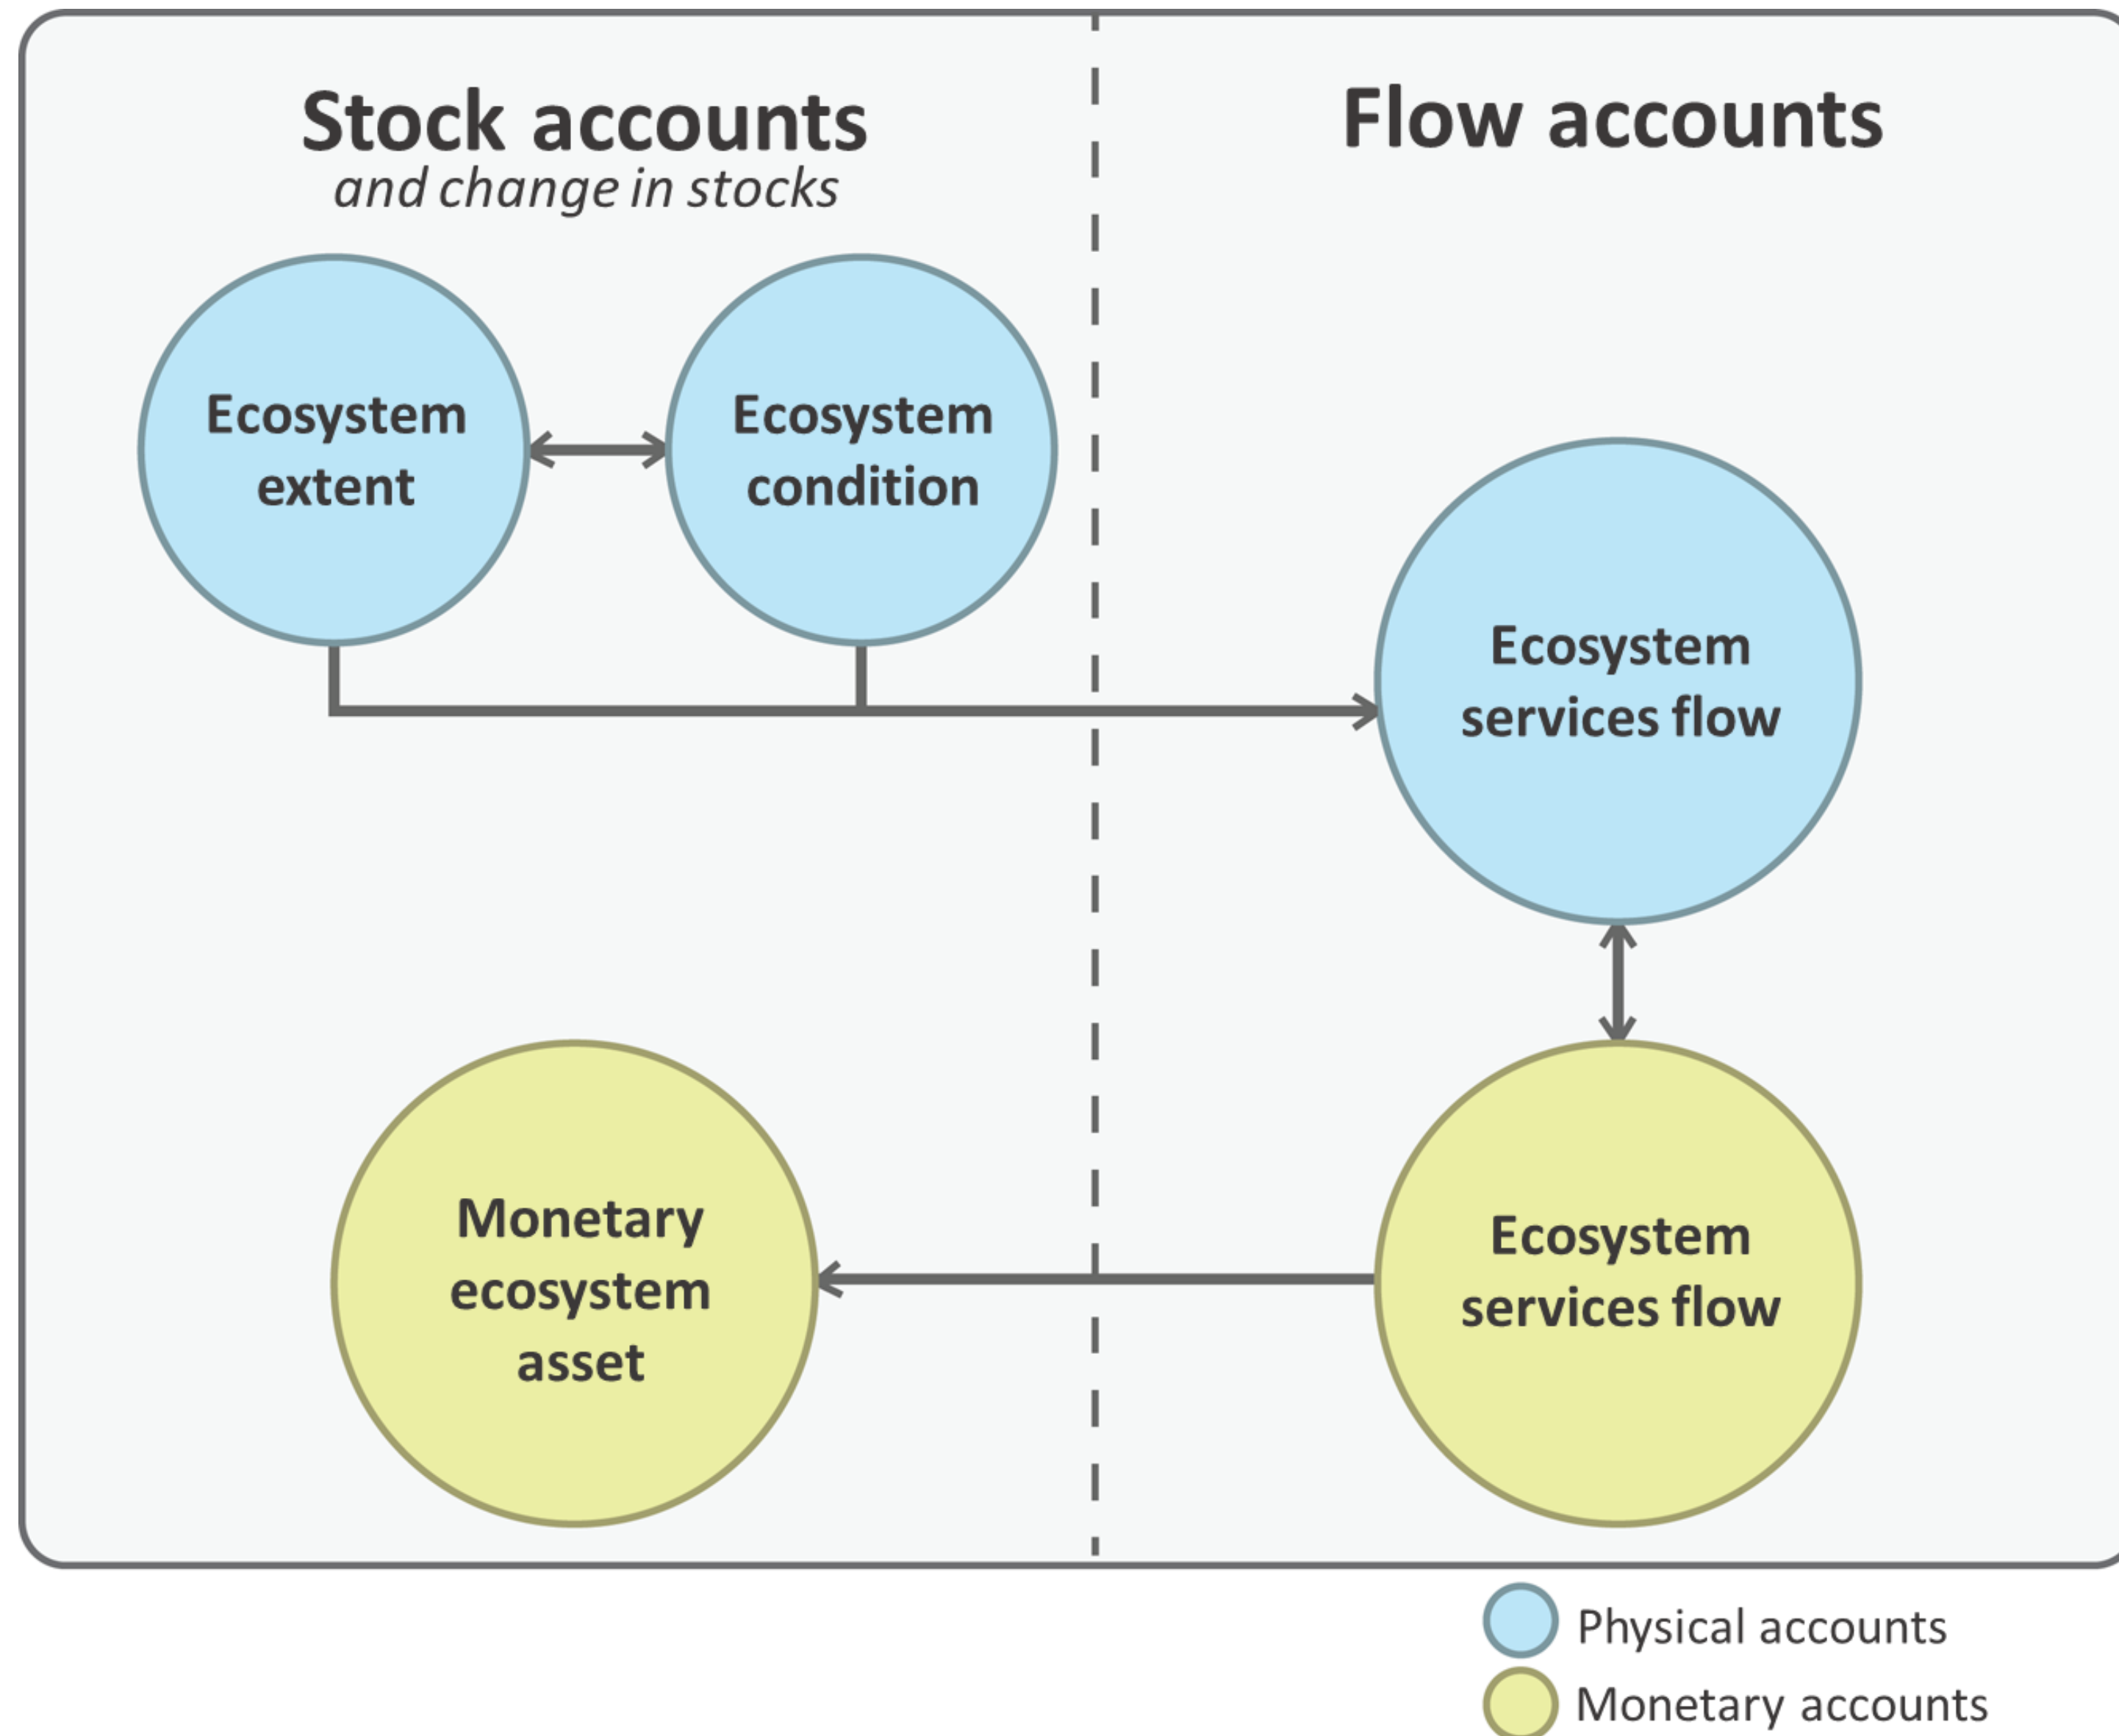 Stock accounts
and change in stocks
Flow accounts
Ecosystem
extent
Ecosystem
condition
Ecosystem
services flow
Monetary
ecosystem
asset
Ecosystem
services flow
Physical accounts
Monetary accounts